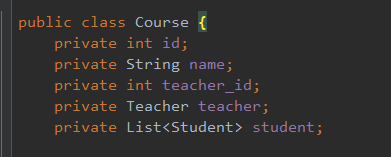 public class Course {
private int id;
private String name;
private int teacher_id;
private Teacher teacher;
private List<Student> student;